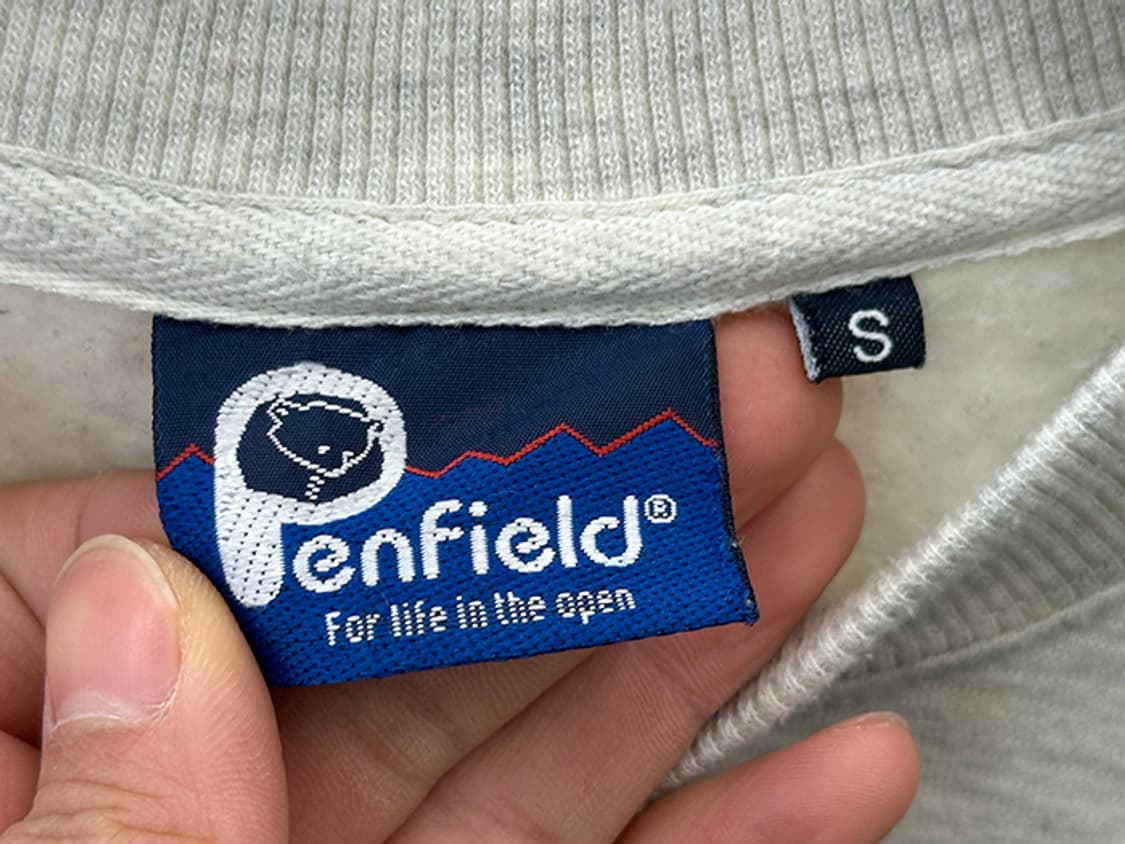 Penfield®
For life in the open
S